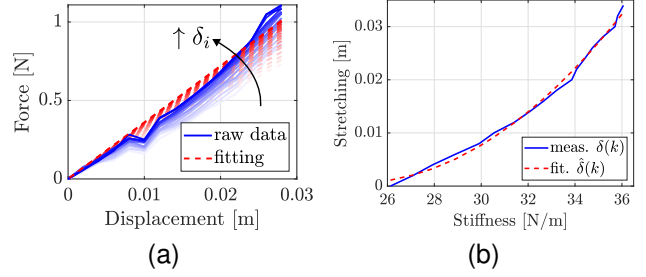 1
0.5
0
Force [N]
↑ δᵢ
raw data
fitting
0
0.01
0.02
0.03
Displacement [m]
(a)
0.03
0.02
0.01
0
Stretching [m]
meas. δ(k)
fit. δ̂(k)
26
28
30
32
34
36
Stiffness [N/m]
(b)